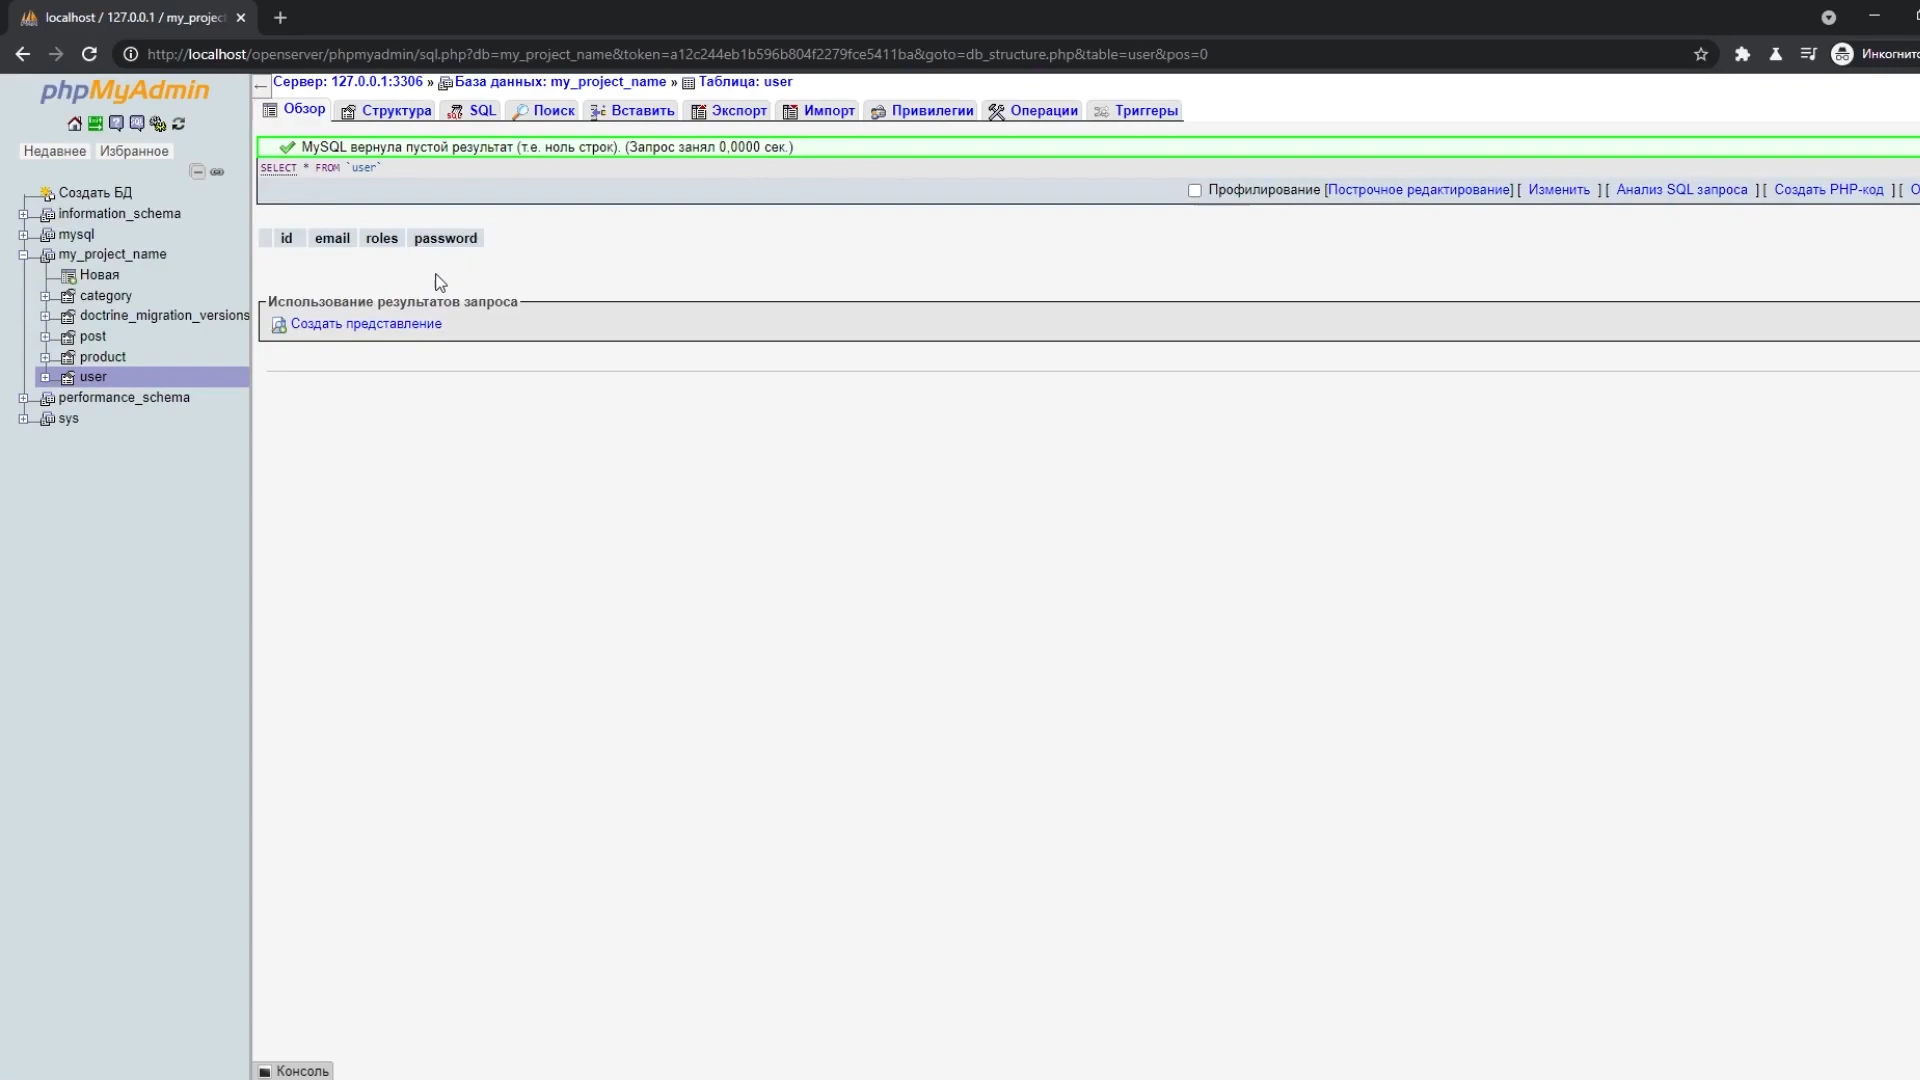 localhost / 127.0.0.1 / my_project
http://localhost/openserver/phpmyadmin/sql.php?db=my_project_name&token=a12c244eb1b596b804f2279fce5411ba&goto=db_structure.php&table=user&pos=0
Инкогнито
phpMyAdmin
Недавнее Избранное
Создать БД
information_schema
mysql
my_project_name
Новая
category
doctrine_migration_versions
post
product
user
performance_schema
sys
Сервер: 127.0.0.1:3306 » База данных: my_project_name » Таблица: user
Обзор Структура SQL Поиск Вставить Экспорт Импорт Привилегии Операции Триггеры
MySQL вернула пустой результат (т.е. ноль строк). (Запрос занял 0,0000 сек.)
SELECT * FROM `user`
Профилирование [Построчное редактирование] [ Изменить ] [ Анализ SQL запроса ] [ Создать PHP-код ] [
id email roles password
Использование результатов запроса
Создать представление
Консоль